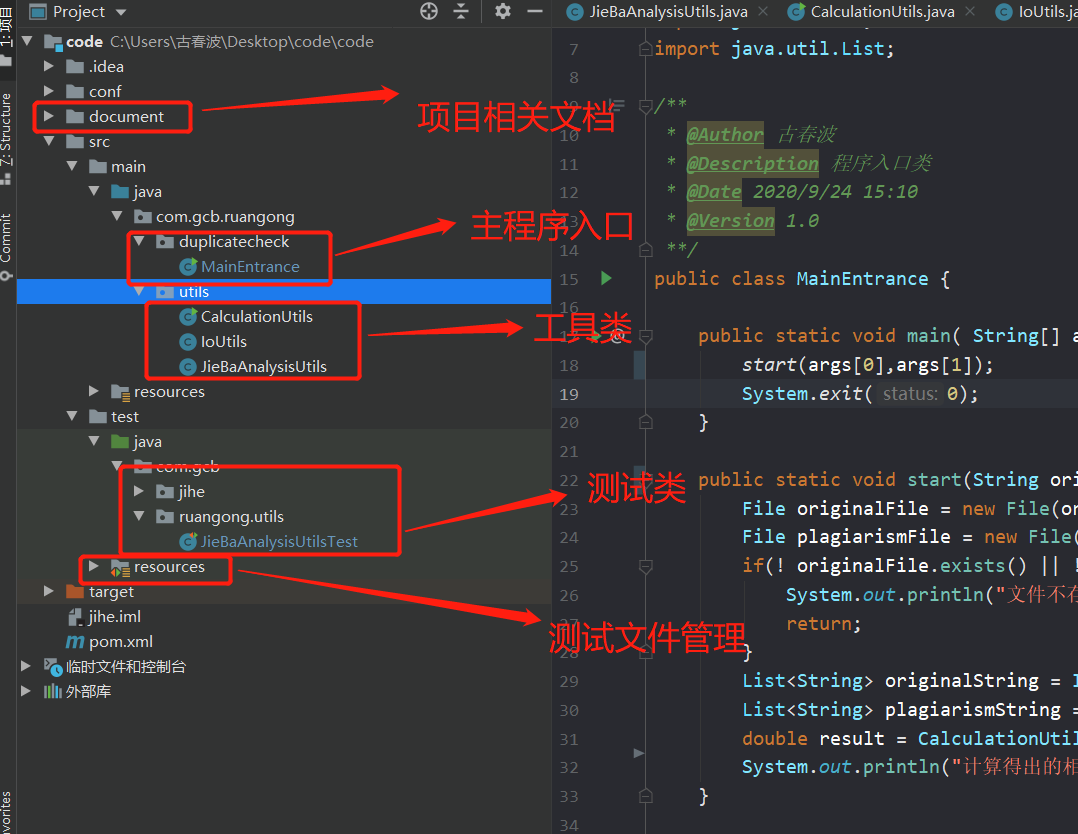 Project
JieBaAnalysisUtils.java
CalculationUtils.java
IoUtils.ja
1: 项目
7: Structure
Commit
avorites
code C:\Users\古春波\Desktop\code\code
.idea
conf
document
src
main
java
com.gcb.ruangong
duplicatecheck
MainEntrance
utils
CalculationUtils
IoUtils
JieBaAnalysisUtils
resources
test
java
com.gcb
jihe
ruangong.utils
JieBaAnalysisUtilsTest
resources
target
jihe.iml
pom.xml
临时文件和控制台
外部库
项目相关文档
主程序入口
工具类
测试类
测试文件管理
7 import java.util.List;
8
/**
10 * @Author 古春波
11 * @Description 程序入口类
12 * @Date 2020/9/24 15:10
13 * @Version 1.0
14 **/
15 public class MainEntrance {
16
public static void main( String[] a
18 start(args[0],args[1]);
19 System.exit( status: 0);
20 }
21
22 public static void start(String ori
23 File originalFile = new File(or
24 File plagiarismFile = new File(
25 if(! originalFile.exists() || !
26 System.out.println("文件不存
return;
28 }
29 List<String> originalString = I
30 List<String> plagiarismString =
31 double result = CalculationUtil
32 System.out.println("计算得出的相
33 }
34